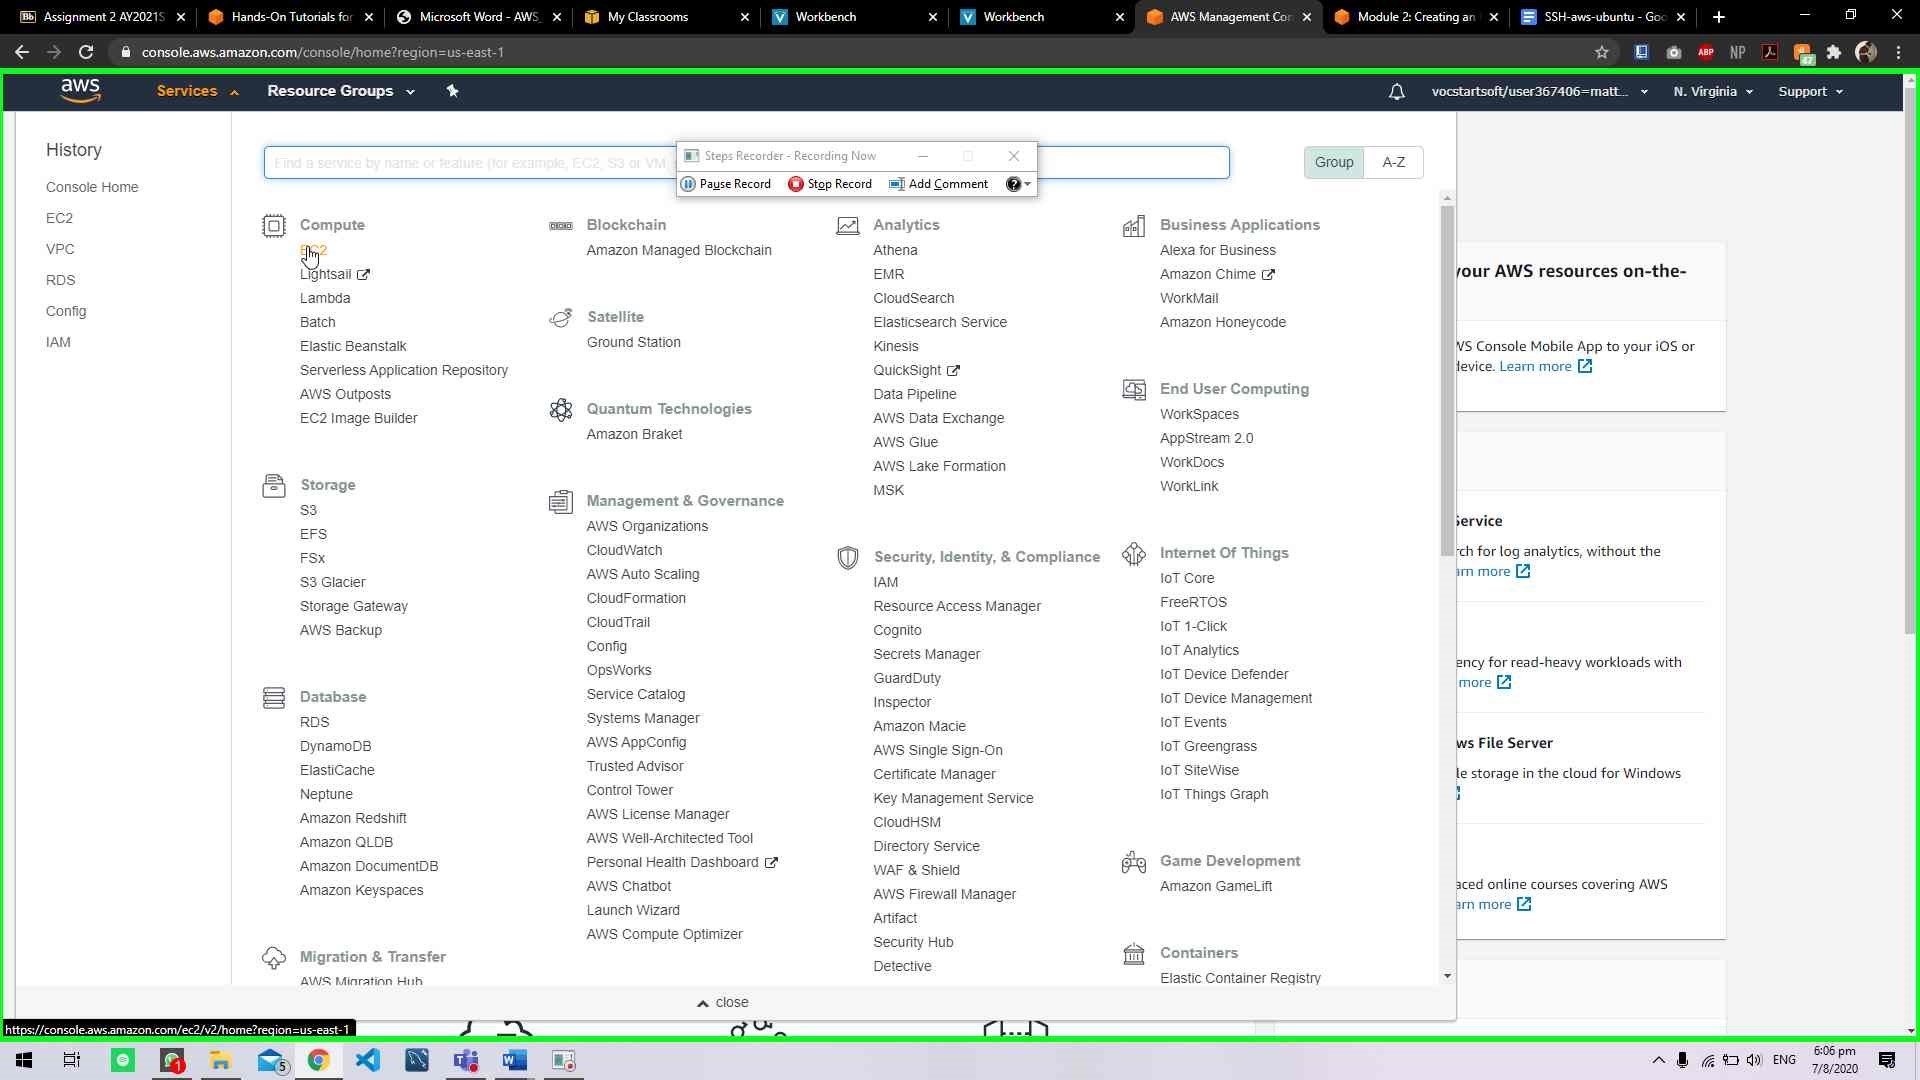 Bb Assignment 2 AY2021S
Hands-On Tutorials for
Microsoft Word - AWS_
My Classrooms
Workbench
Workbench
AWS Management Con
Module 2: Creating an
SSH-aws-ubuntu - Goo
console.aws.amazon.com/console/home?region=us-east-1
ABP
NP
47
aws
Services
Resource Groups
vocstartsoft/user367406=matt...
N. Virginia
Support
History
Console Home
EC2
VPC
RDS
Config
IAM
Find a service by name or feature (for example, EC2, S3 or VM
Steps Recorder - Recording Now
Pause Record
Stop Record
Add Comment
Group
A-Z
Compute
EC2
Lightsail
Lambda
Batch
Elastic Beanstalk
Serverless Application Repository
AWS Outposts
EC2 Image Builder
Storage
S3
EFS
FSx
S3 Glacier
Storage Gateway
AWS Backup
Database
RDS
DynamoDB
ElastiCache
Neptune
Amazon Redshift
Amazon QLDB
Amazon DocumentDB
Amazon Keyspaces
Migration & Transfer
AWS Migration Hub
Blockchain
Amazon Managed Blockchain
Satellite
Ground Station
Quantum Technologies
Amazon Braket
Management & Governance
AWS Organizations
CloudWatch
AWS Auto Scaling
CloudFormation
CloudTrail
Config
OpsWorks
Service Catalog
Systems Manager
AWS AppConfig
Trusted Advisor
Control Tower
AWS License Manager
AWS Well-Architected Tool
Personal Health Dashboard
AWS Chatbot
Launch Wizard
AWS Compute Optimizer
Analytics
Athena
EMR
CloudSearch
Elasticsearch Service
Kinesis
QuickSight
Data Pipeline
AWS Data Exchange
AWS Glue
AWS Lake Formation
MSK
Security, Identity, & Compliance
IAM
Resource Access Manager
Cognito
Secrets Manager
GuardDuty
Inspector
Amazon Macie
AWS Single Sign-On
Certificate Manager
Key Management Service
CloudHSM
Directory Service
WAF & Shield
AWS Firewall Manager
Artifact
Security Hub
Detective
Business Applications
Alexa for Business
Amazon Chime
WorkMail
Amazon Honeycode
End User Computing
WorkSpaces
AppStream 2.0
WorkDocs
WorkLink
Internet Of Things
IoT Core
FreeRTOS
IoT 1-Click
IoT Analytics
IoT Device Defender
IoT Device Management
IoT Events
IoT Greengrass
IoT SiteWise
IoT Things Graph
Game Development
Amazon GameLift
Containers
Elastic Container Registry
your AWS resources on-the-
WS Console Mobile App to your iOS or
device. Learn more
Service
rch for log analytics, without the
arn more
ency for read-heavy workloads with
more
ws File Server
le storage in the cloud for Windows
aced online courses covering AWS
arn more
close
https://console.aws.amazon.com/ec2/v2/home?region=us-east-1
1
5
ENG
6:06 pm
7/8/2020